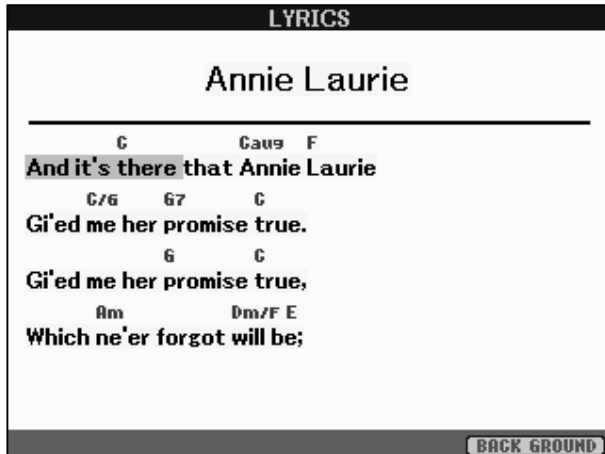 LYRICS
Annie Laurie
C Caug F
And it's there that Annie Laurie
C/G G7 C
Gi'ed me her promise true.
G C
Gi'ed me her promise true,
Am Dm/F E
Which ne'er forgot will be;
BACK GROUND